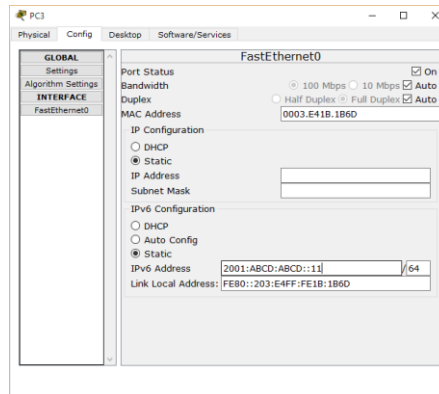 PC3
Physical Config Desktop Software/Services
GLOBAL
Settings
Algorithm Settings
INTERFACE
FastEthernet0
FastEthernet0
Port Status On
Bandwidth 100 Mbps 10 Mbps Auto
Duplex Half Duplex Full Duplex Auto
MAC Address 0003.E41B.1B6D
IP Configuration
DHCP
Static
IP Address
Subnet Mask
IPv6 Configuration
DHCP
Auto Config
Static
IPv6 Address 2001:ABCD:ABCD::11 / 64
Link Local Address: FE80::203:E4FF:FE1B:1B6D